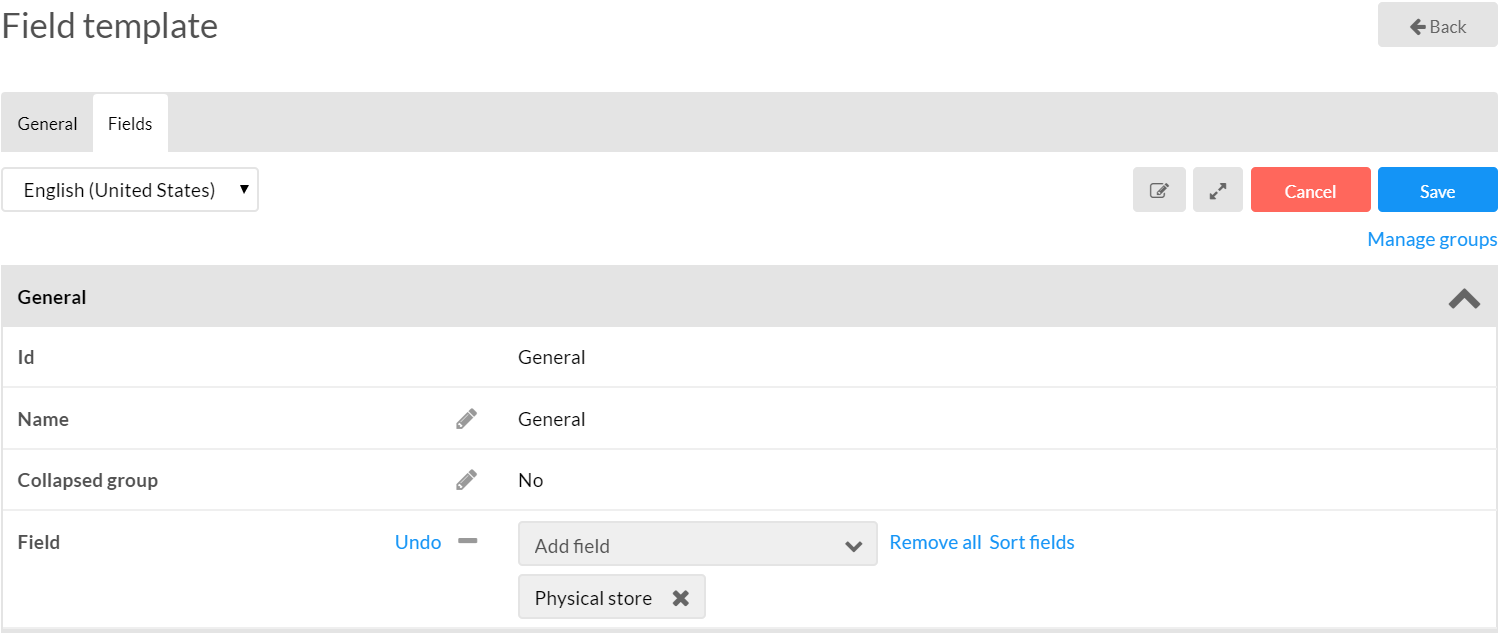 Field template
Back
General Fields
English (United States)
Cancel Save
Manage groups
General
Id General
Name General
Collapsed group No
Field Undo Add field Remove all Sort fields
Physical store